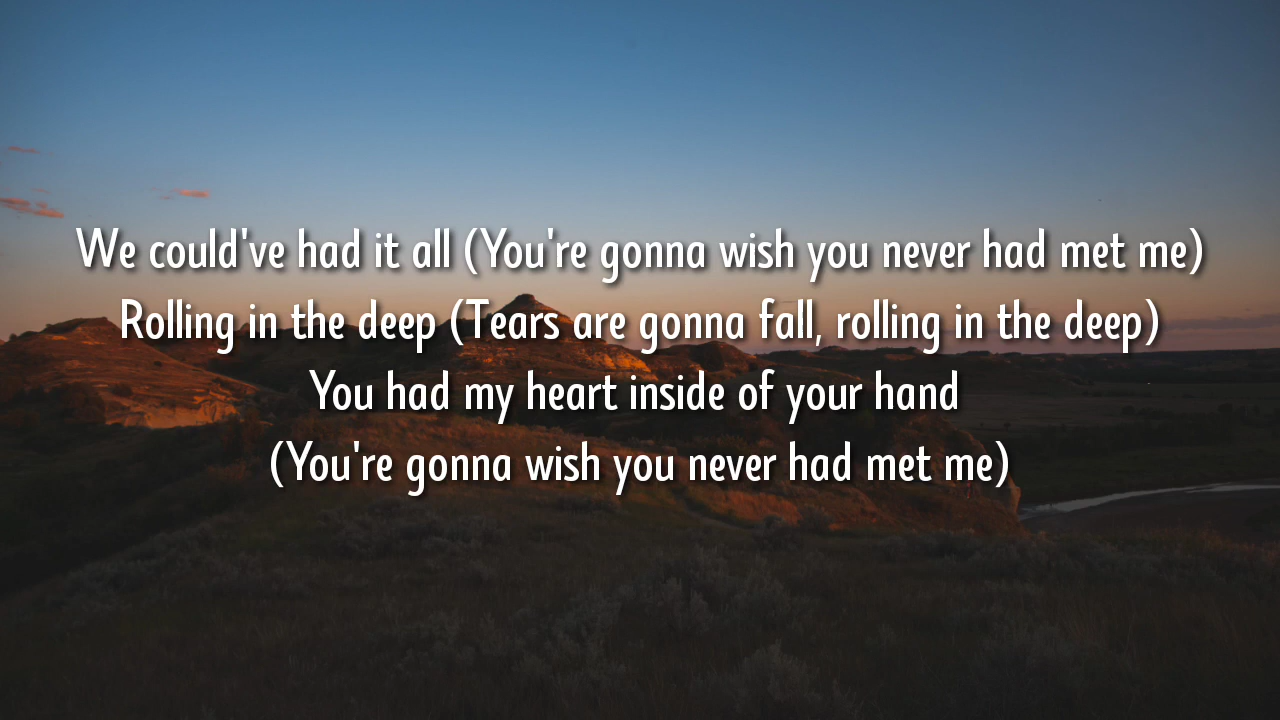 We could've had it all (You're gonna wish you never had met me)
Rolling in the deep (Tears are gonna fall, rolling in the deep)
You had my heart inside of your hand
(You're gonna wish you never had met me)